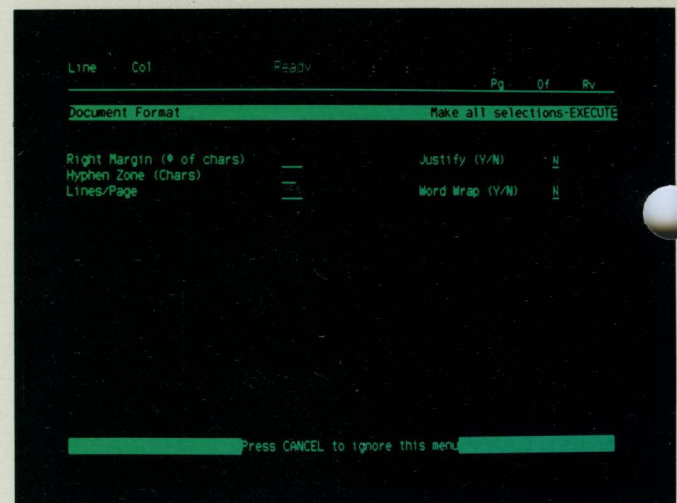 Line Col Ready : : :
Pg Of Rv
Document Format Make all selections-EXECUTE
Right Margin (# of chars) Justify (Y/N) N
Hyphen Zone (Chars)
Lines/Page Word Wrap (Y/N) N
Press CANCEL to ignore this menu